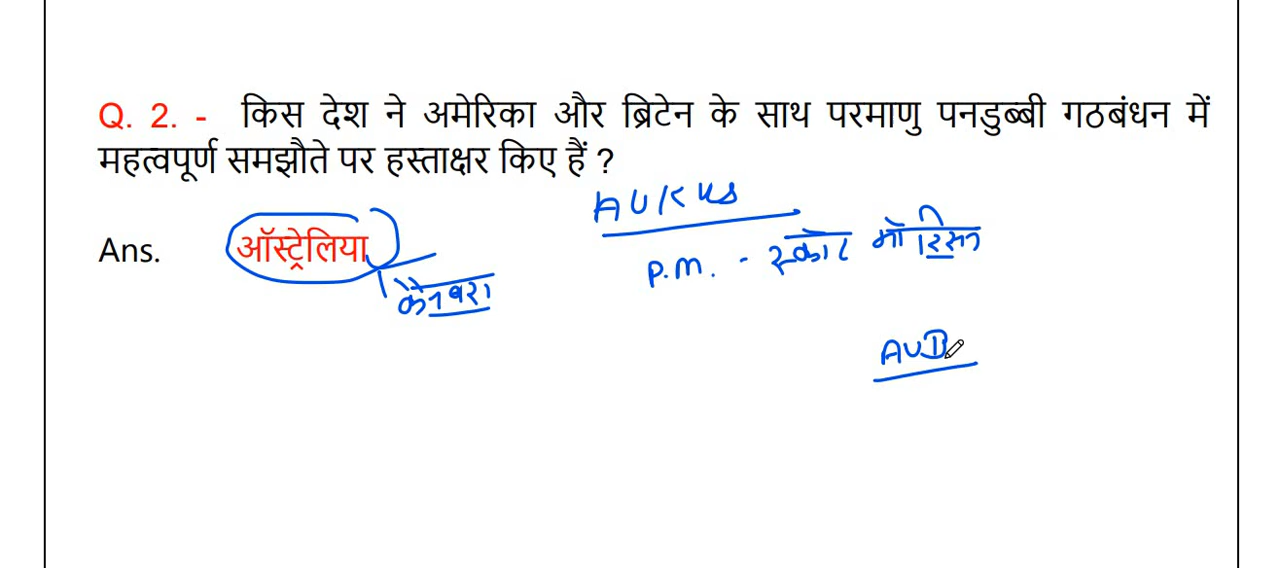 Q. 2. - किस देश ने अमेरिका और ब्रिटेन के साथ परमाणु पनडुब्बी गठबंधन में
महत्वपूर्ण समझौते पर हस्ताक्षर किए हैं ?
AUKUS
Ans. ऑस्ट्रेलिया
P.M. - स्कोट मॉरिसन
कैनबरा
AUD